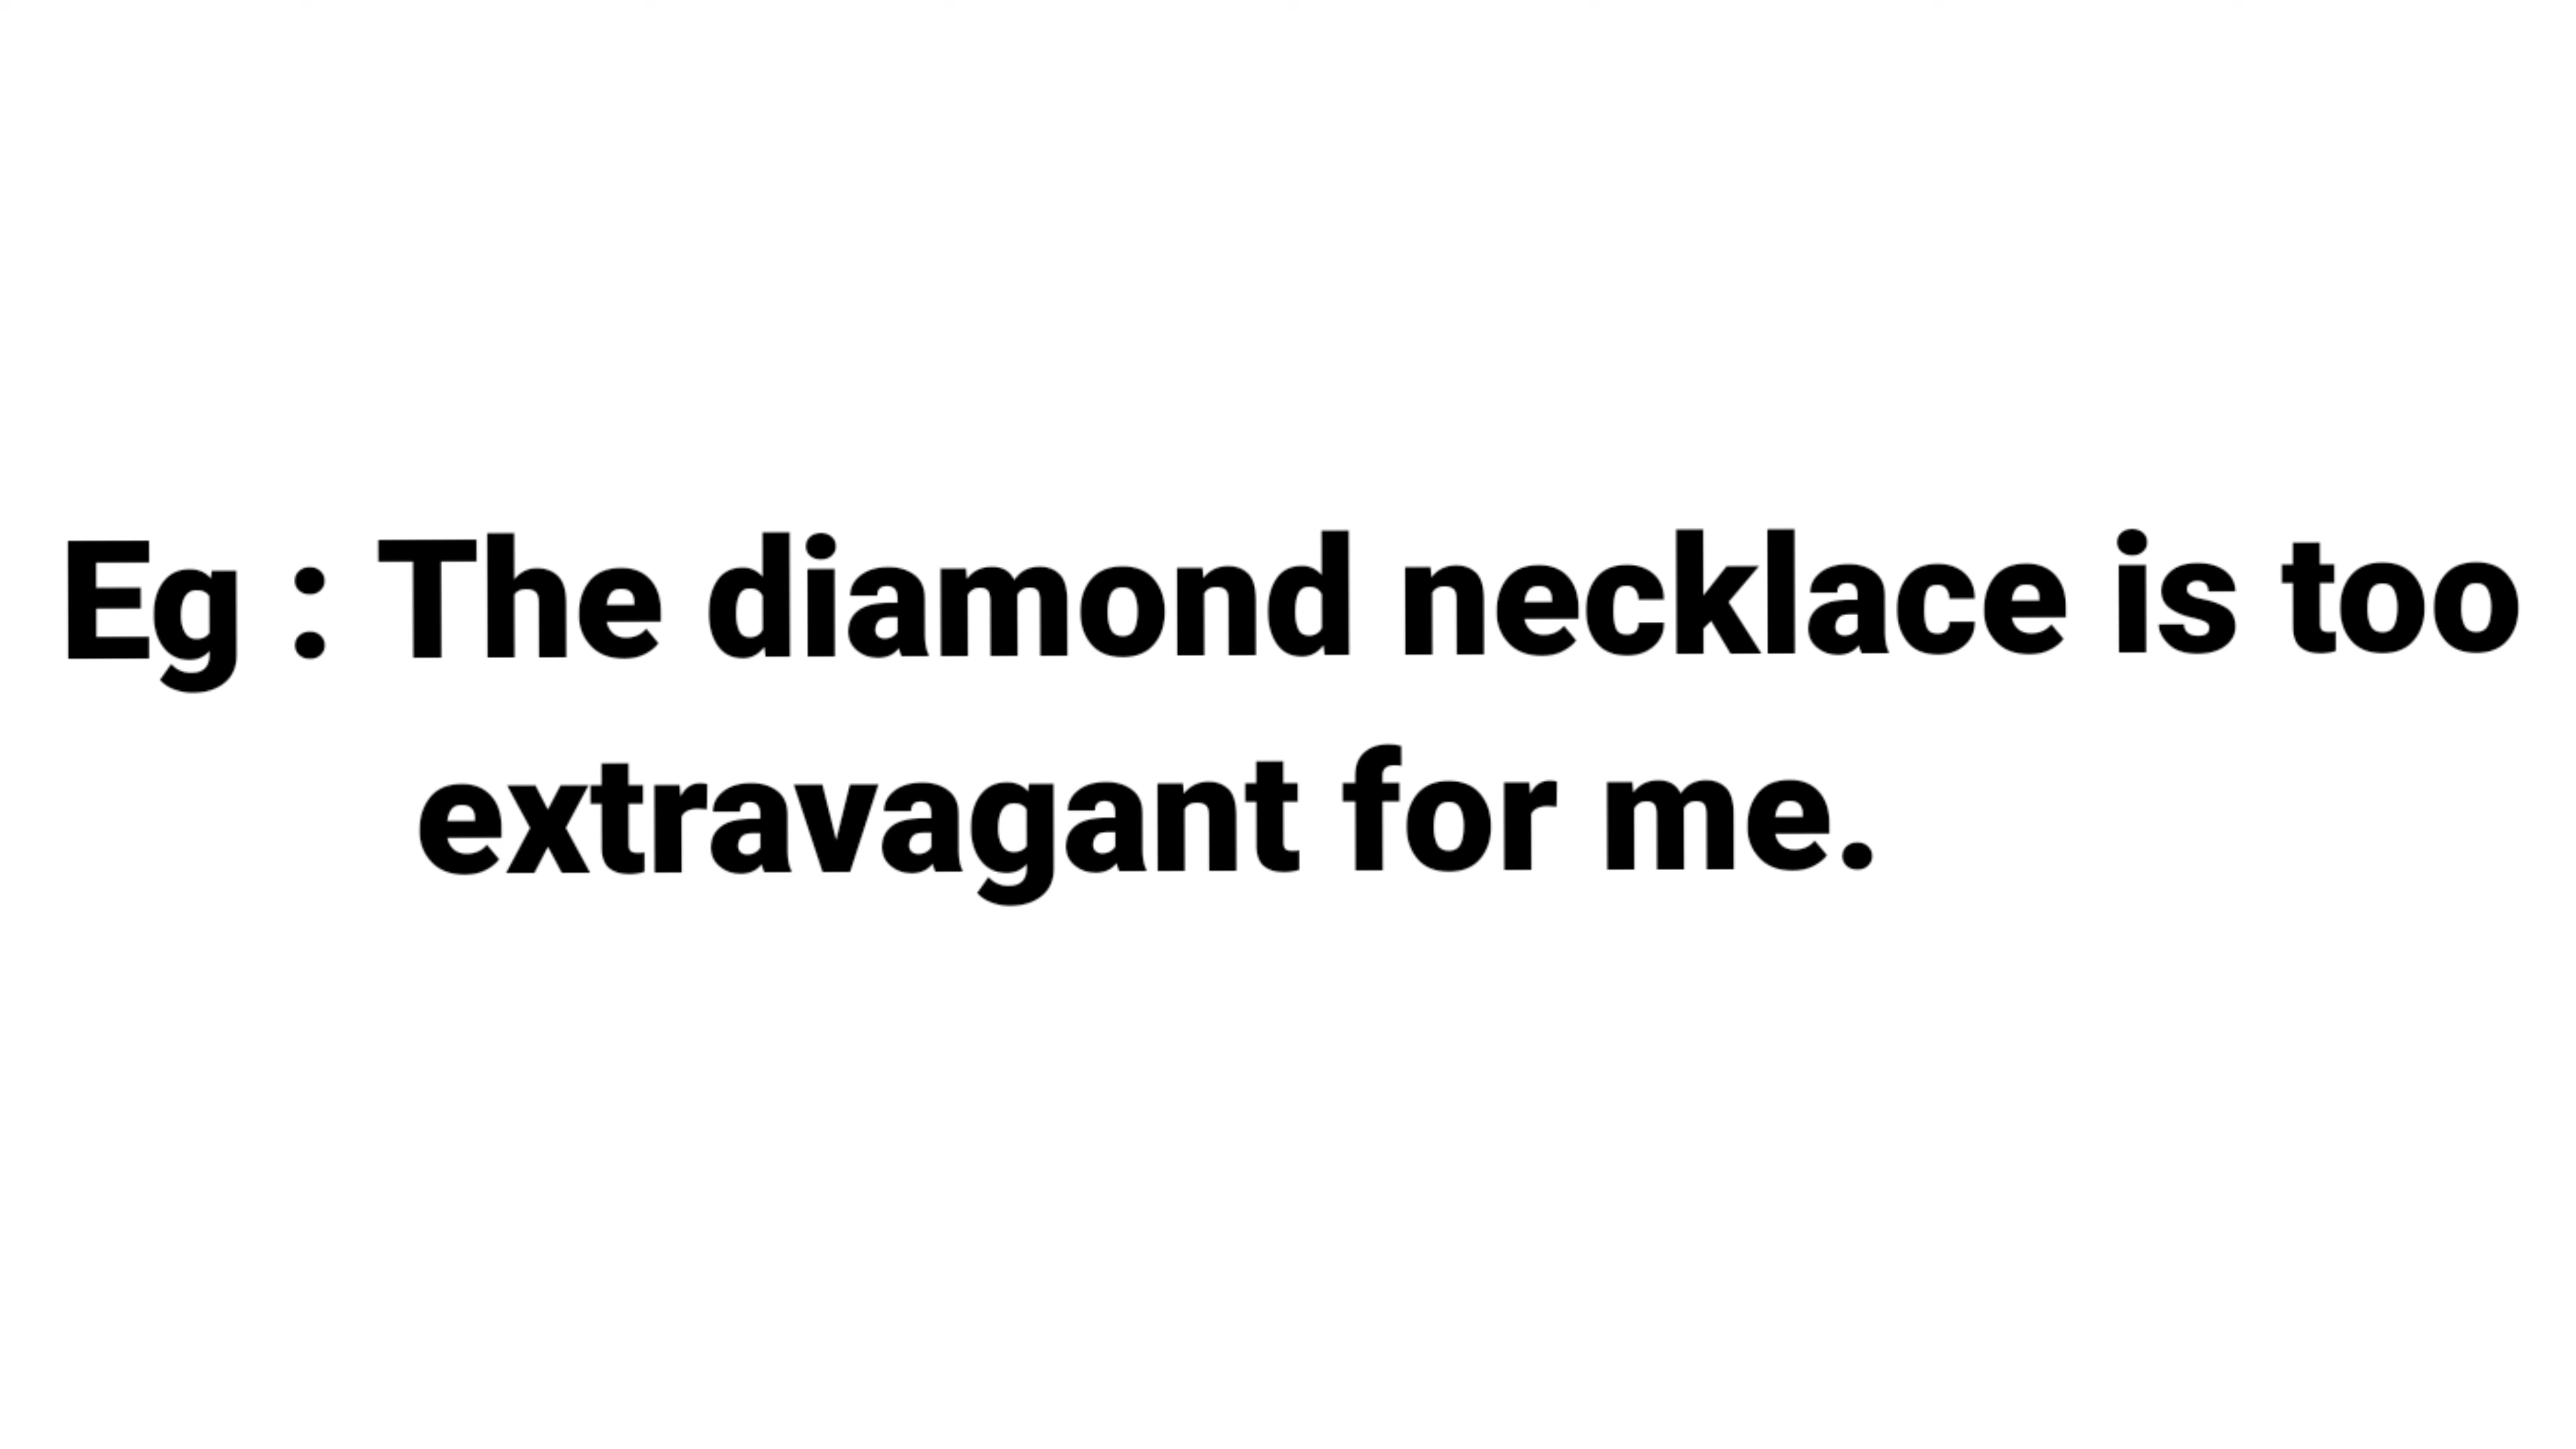 Eg : The diamond necklace is too
extravagant for me.